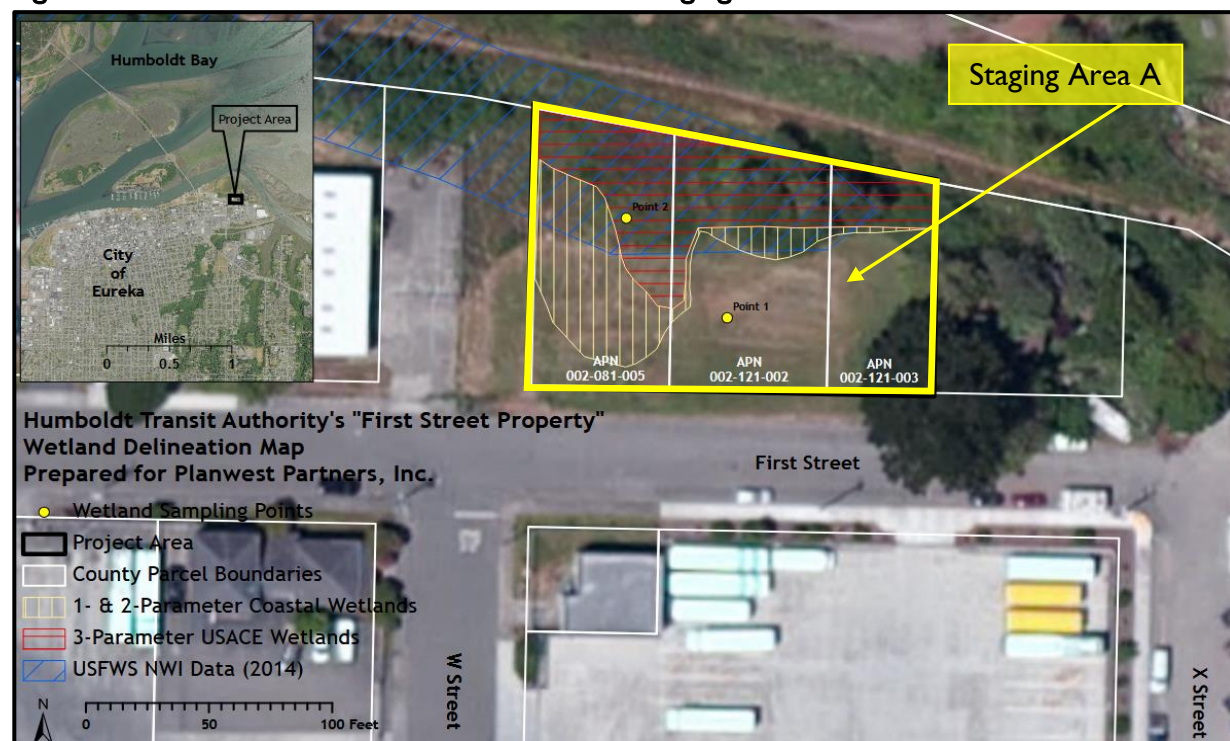 Humboldt Bay
Project Area
City
of
Eureka
Miles
0 0.5 1
Staging Area A
Point 2
Point 1
APN
002-081-005
APN
002-121-002
APN
002-121-003
Humboldt Transit Authority's "First Street Property"
Wetland Delineation Map
Prepared for Planwest Partners, Inc.
First Street
Wetland Sampling Points
Project Area
County Parcel Boundaries
1- & 2-Parameter Coastal Wetlands
3-Parameter USACE Wetlands
USFWS NWI Data (2014)
N
0 50 100 Feet
W Street
X Street